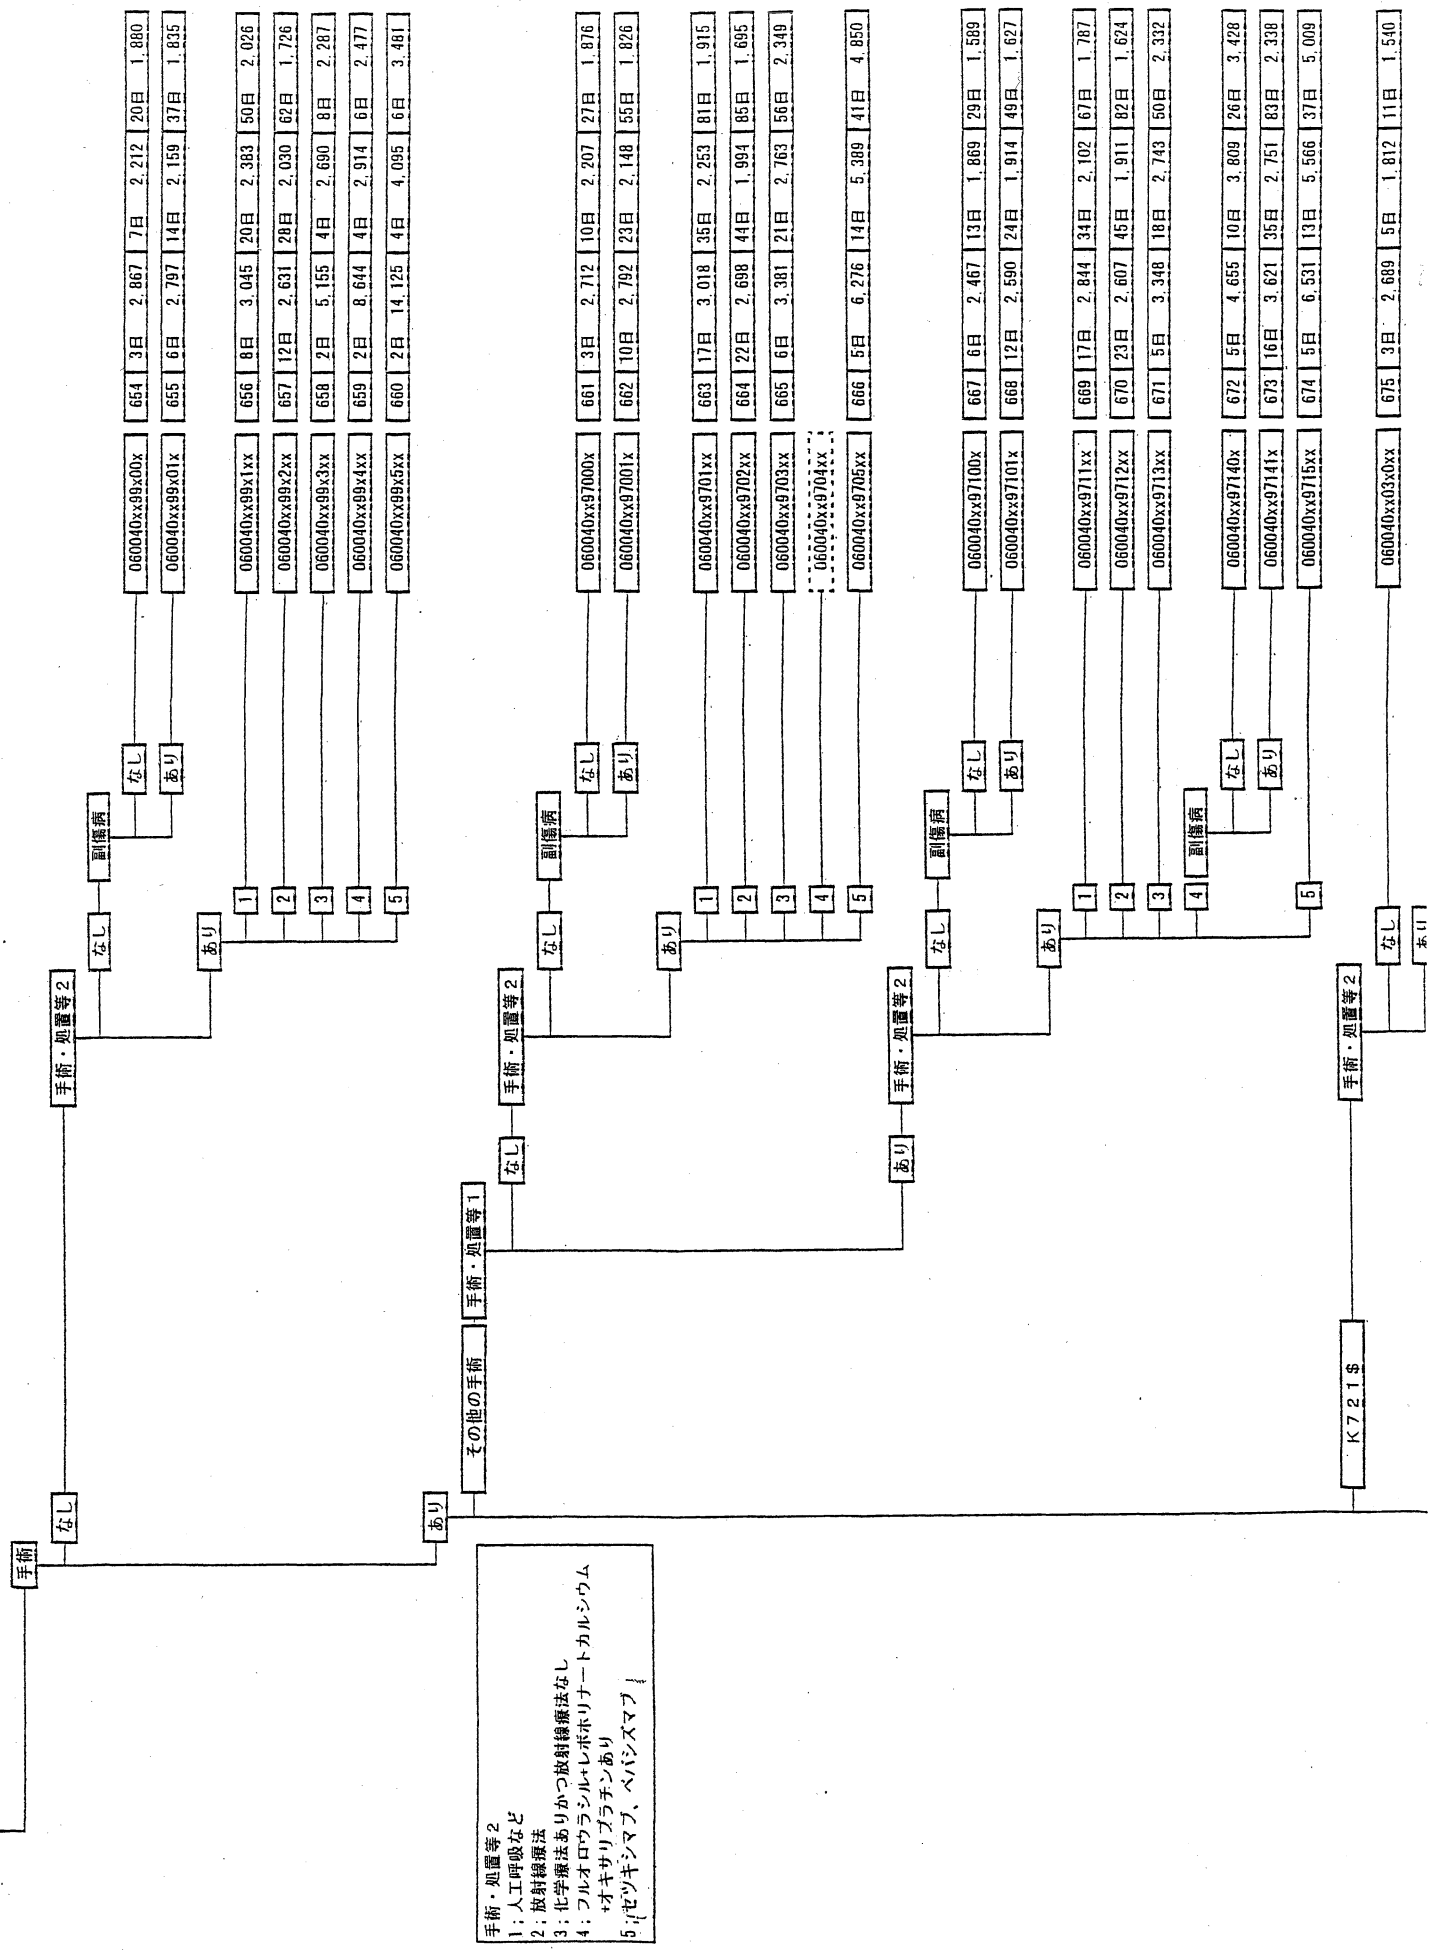 手術
なし
手術・処置等2
なし
副傷病
なし
060040xx99x00x
654 3日 2,867 7日 2,212 20日 1,880
あり
060040xx99x01x
655 6日 2,797 14日 2,159 37日 1,835
あり
1
060040xx99x1xx
656 8日 3,045 20日 2,383 50日 2,026
2
060040xx99x2xx
657 12日 2,631 28日 2,030 62日 1,726
3
060040xx99x3xx
658 2日 5,155 4日 2,690 8日 2,287
4
060040xx99x4xx
659 2日 8,644 4日 2,914 6日 2,477
5
060040xx99x5xx
660 2日 14,125 4日 4,095 6日 3,481
あり
その他の手術
手術・処置等1
なし
手術・処置等2
なし
副傷病
なし
060040xx97000x
661 3日 2,712 10日 2,207 27日 1,876
あり
060040xx97001x
662 10日 2,792 23日 2,148 55日 1,826
あり
1
060040xx9701xx
663 17日 3,018 35日 2,253 81日 1,915
2
060040xx9702xx
664 22日 2,698 44日 1,994 85日 1,695
3
060040xx9703xx
665 6日 3,381 21日 2,763 56日 2,349
4
060040xx9704xx
5
060040xx9705xx
666 5日 6,276 14日 5,389 41日 4,850
あり
手術・処置等2
なし
副傷病
なし
060040xx97100x
667 6日 2,467 13日 1,869 29日 1,589
あり
060040xx97101x
668 12日 2,590 24日 1,914 49日 1,627
あり
1
060040xx9711xx
669 17日 2,844 34日 2,102 67日 1,787
2
060040xx9712xx
670 23日 2,607 45日 1,911 82日 1,624
3
060040xx9713xx
671 5日 3,348 18日 2,743 50日 2,332
4
副傷病
なし
060040xx97140x
672 5日 4,655 10日 3,809 26日 3,428
あり
060040xx97141x
673 16日 3,621 35日 2,751 83日 2,338
5
060040xx9715xx
674 5日 6,531 13日 5,566 37日 5,009
K721$
手術・処置等2
なし
060040xx03x0xx
675 3日 2,689 5日 1,812 11日 1,540
あり
手術・処置等2
1;人工呼吸など
2;放射線療法
3;化学療法ありかつ放射線療法なし
4;フルオロウラシル+レボホリナートカルシウム
+オキサリプラチンあり
5;セツキシマブ、ベバシズマブ